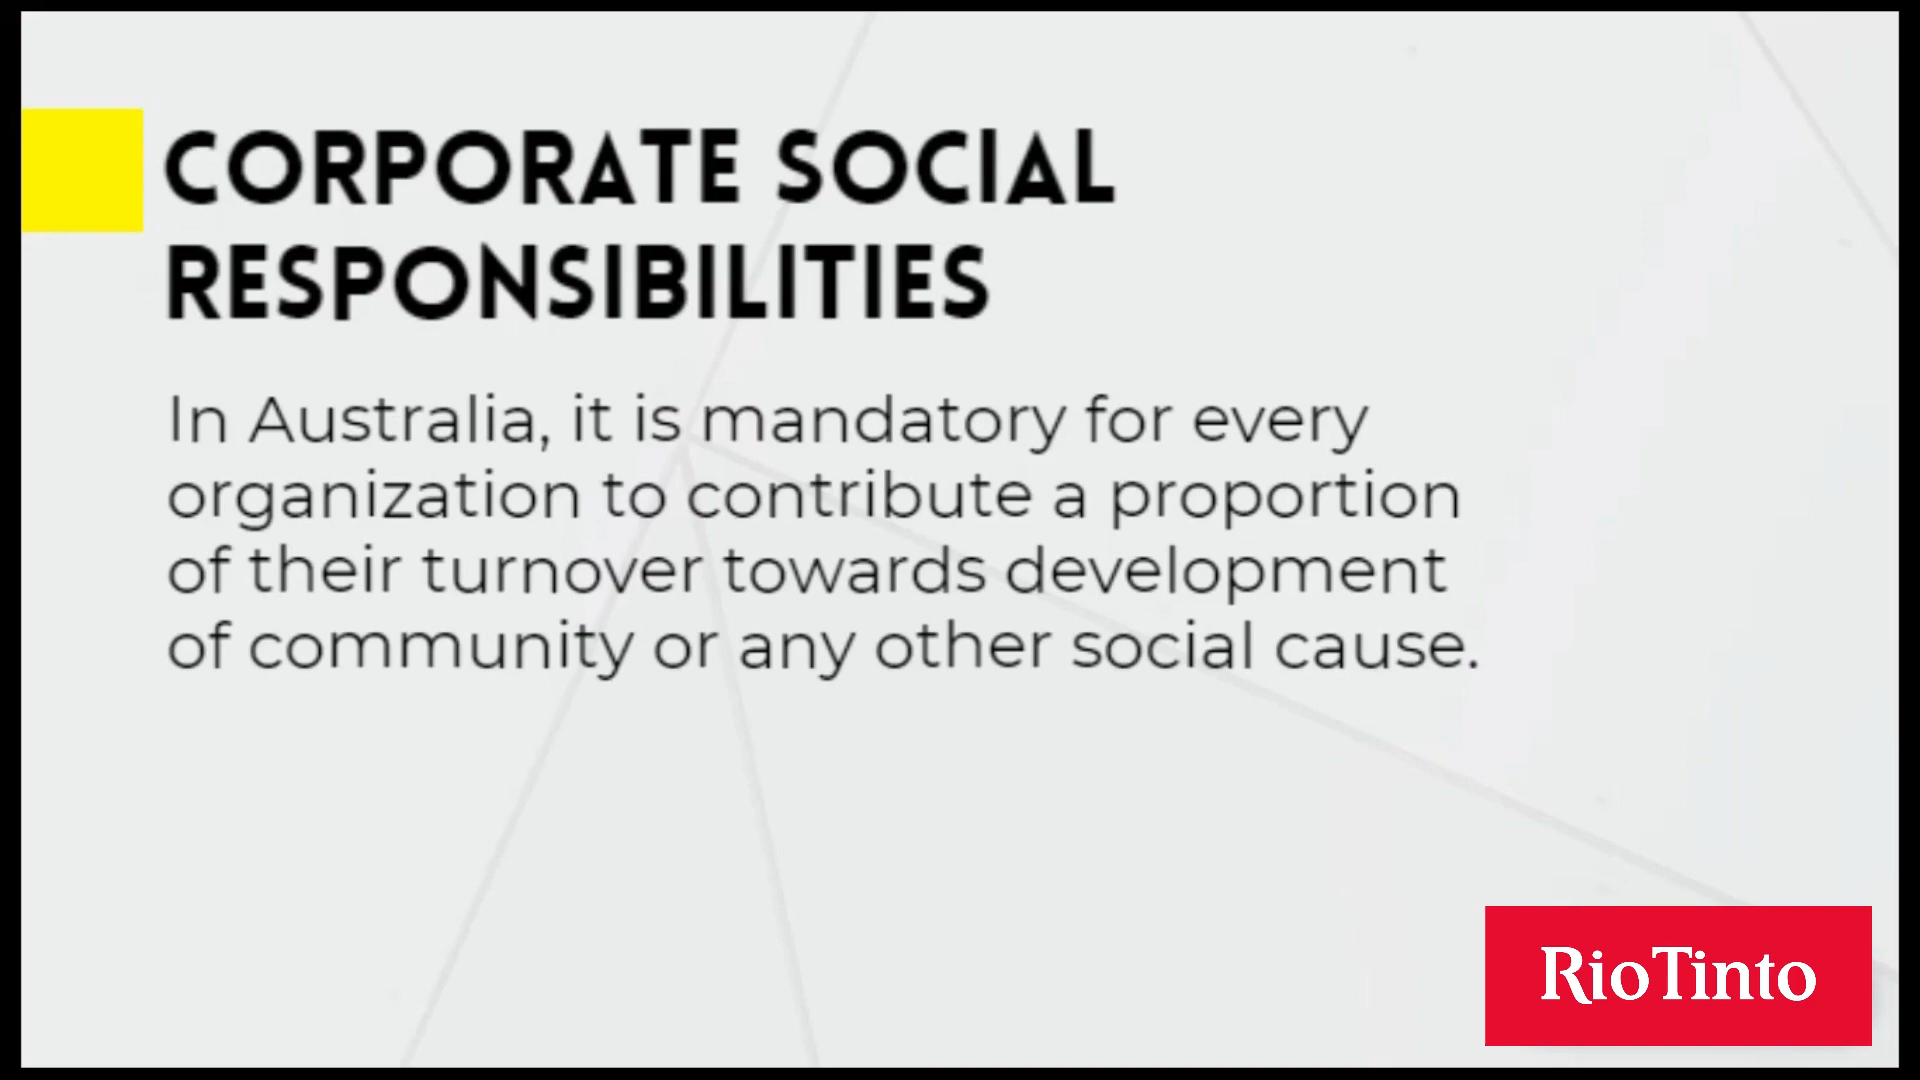 CORPORATE SOCIAL
RESPONSIBILITIES
In Australia, it is mandatory for every
organization to contribute a proportion
of their turnover towards development
of community or any other social cause.
RioTinto